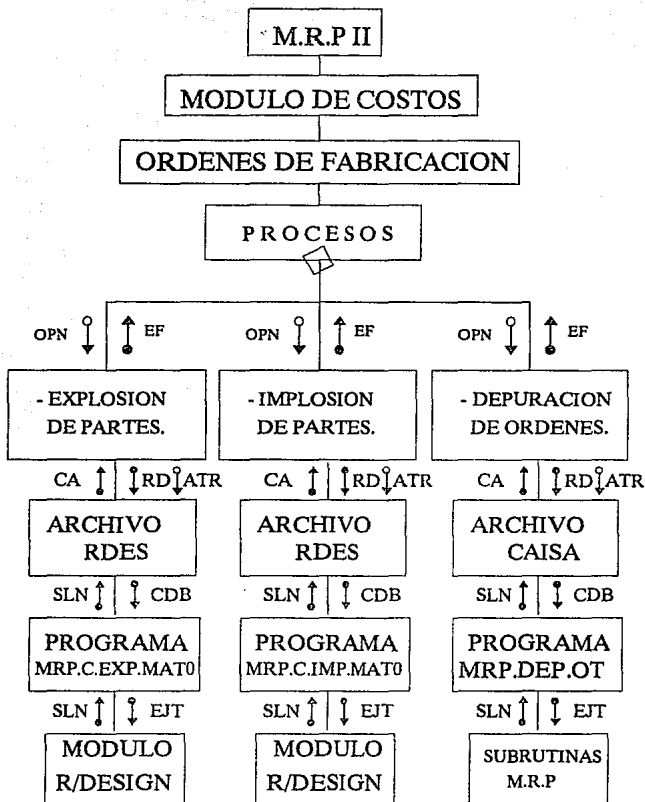 M.R.P II
MODULO DE COSTOS
ORDENES DE FABRICACION
P R O C E S O S
OPN EF OPN EF OPN EF
- EXPLOSION
DE PARTES.
- IMPLOSION
DE PARTES.
- DEPURACION
DE ORDENES.
CA RD ATR CA RD ATR CA RD ATR
ARCHIVO
RDES
ARCHIVO
RDES
ARCHIVO
CAISA
SLN CDB SLN CDB SLN CDB
PROGRAMA
MRP.C.EXP.MAT0
PROGRAMA
MRP.C.IMP.MAT0
PROGRAMA
MRP.DEP.OT
SLN EJT SLN EJT SLN EJT
MODULO
R/DESIGN
MODULO
R/DESIGN
SUBRUTINAS
M.R.P